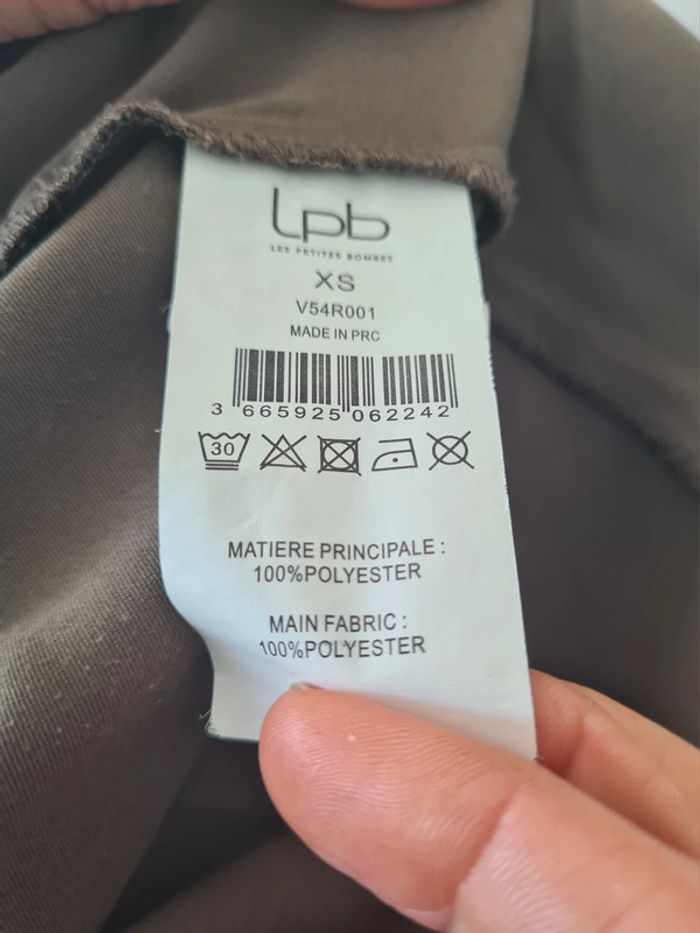 lpb
LES PETITES BOMBES
XS
V54R001
MADE IN PRC
3 665925 062242
30
MATIERE PRINCIPALE :
100%POLYESTER
MAIN FABRIC :
100%POLYESTER